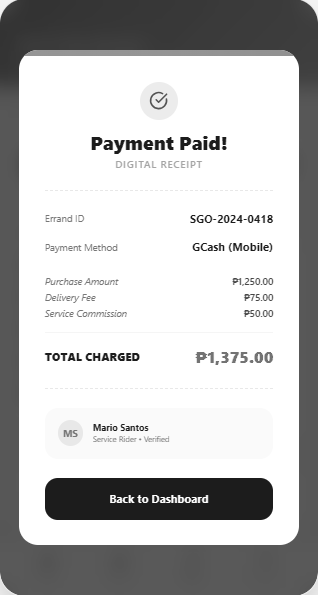 Payment Paid!
DIGITAL RECEIPT
Errand ID SGO-2024-0418
Payment Method GCash (Mobile)
Purchase Amount ₱1,250.00
Delivery Fee ₱75.00
Service Commission ₱50.00
TOTAL CHARGED ₱1,375.00
MS
Mario Santos
Service Rider • Verified
Back to Dashboard